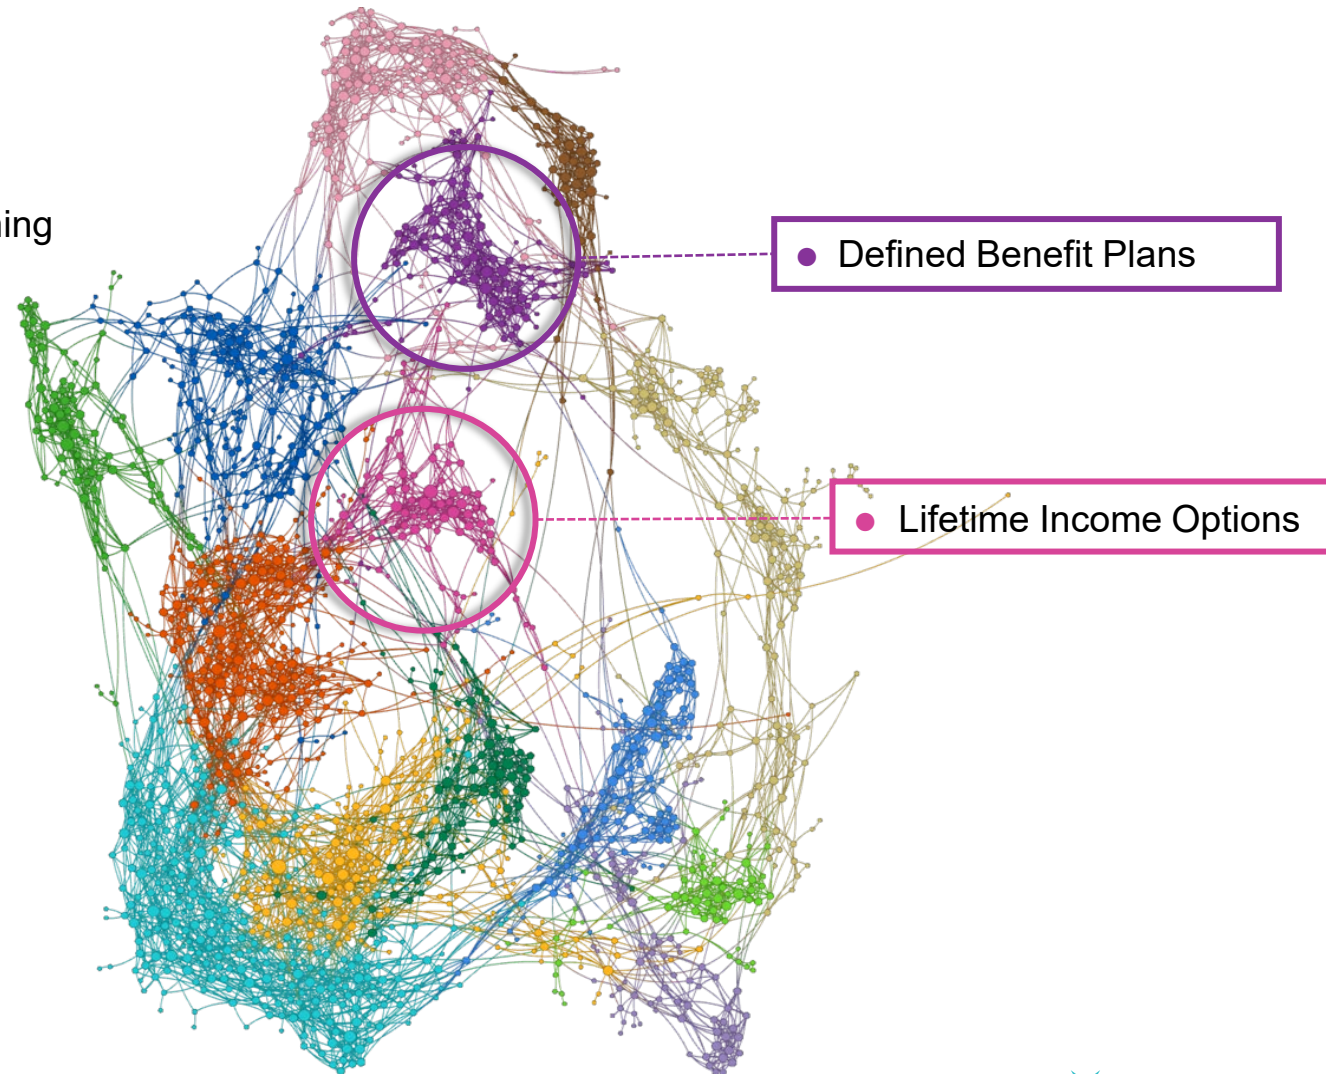 ing
• Defined Benefit Plans
• Lifetime Income Options